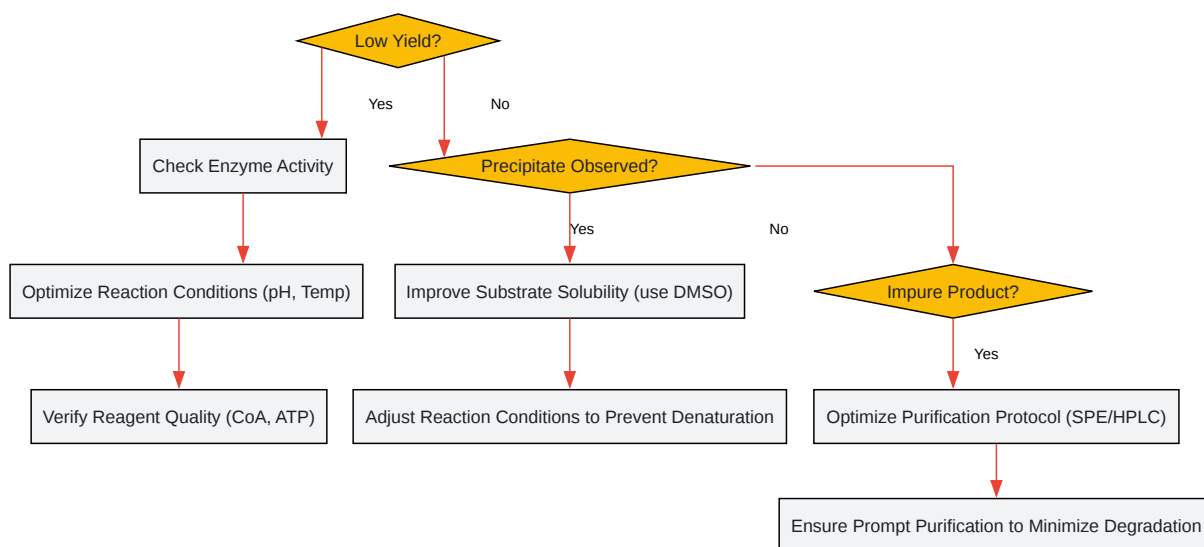 Low Yield?
Yes
No
Check Enzyme Activity
Precipitate Observed?
Yes
No
Optimize Reaction Conditions (pH, Temp)
Improve Substrate Solubility (use DMSO)
Impure Product?
Yes
Verify Reagent Quality (CoA, ATP)
Adjust Reaction Conditions to Prevent Denaturation
Optimize Purification Protocol (SPE/HPLC)
Ensure Prompt Purification to Minimize Degradation